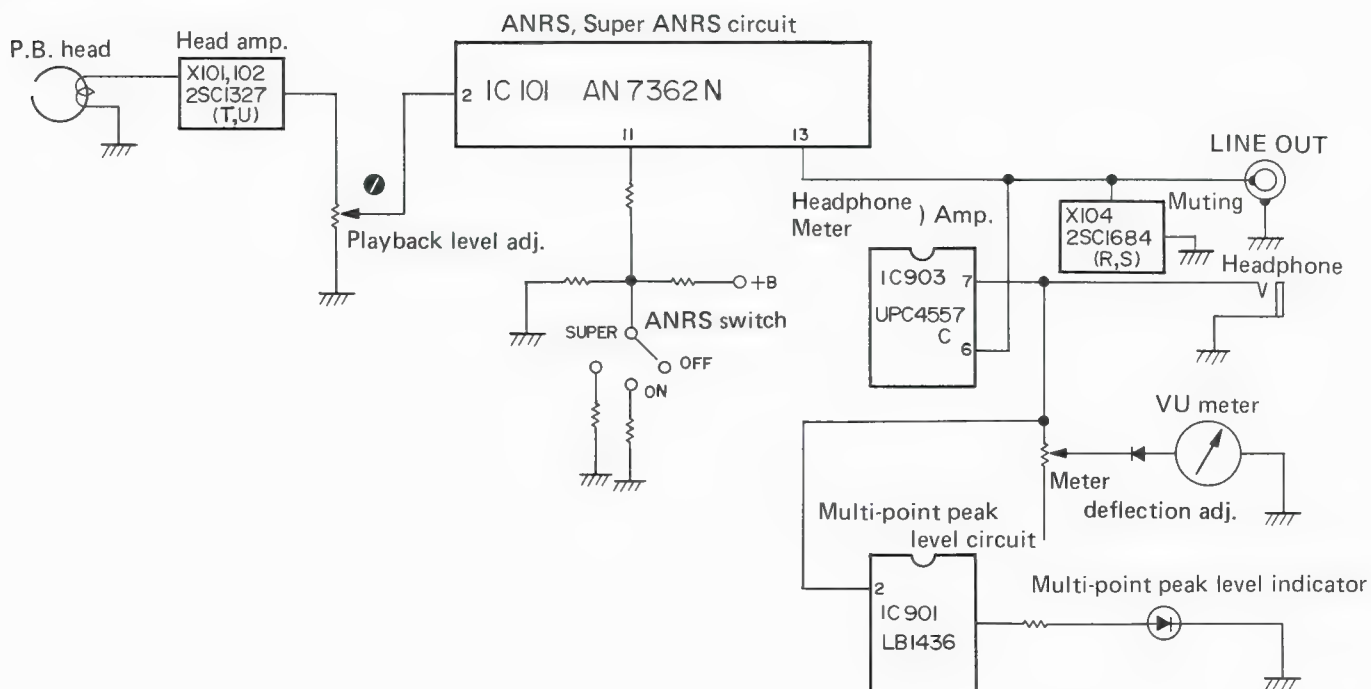 ANRS, Super ANRS circuit
P.B. head
Head amp.
X101, 102
2SC1327
(T,U)
2 IC 101 AN 7362N
11
13
LINE OUT
Playback level adj.
Headphone
Meter ) Amp.
Muting
X104
2SC1684
(R,S)
Headphone
IC903 7
UPC4557
C
6
+B
ANRS switch
SUPER
OFF
ON
VU meter
Meter
deflection adj.
Multi-point peak
level circuit
2
IC 901
LB1436
Multi-point peak level indicator